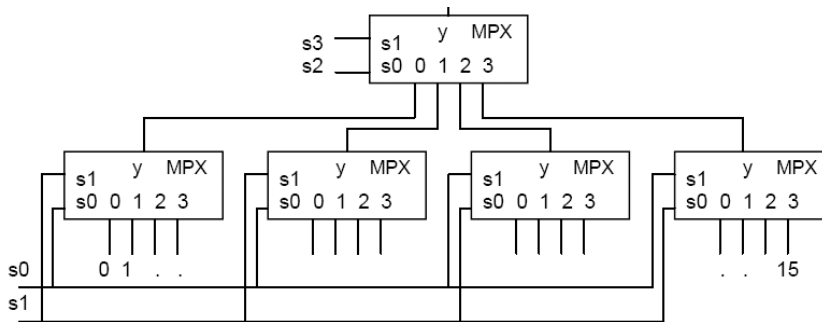 y MPX
s3 s1
s2 s0 0 1 2 3
y MPX y MPX y MPX y MPX
s1 s1 s1 s1
s0 0 1 2 3 s0 0 1 2 3 s0 0 1 2 3 s0 0 1 2 3
0 1 . . . . 15
s0
s1